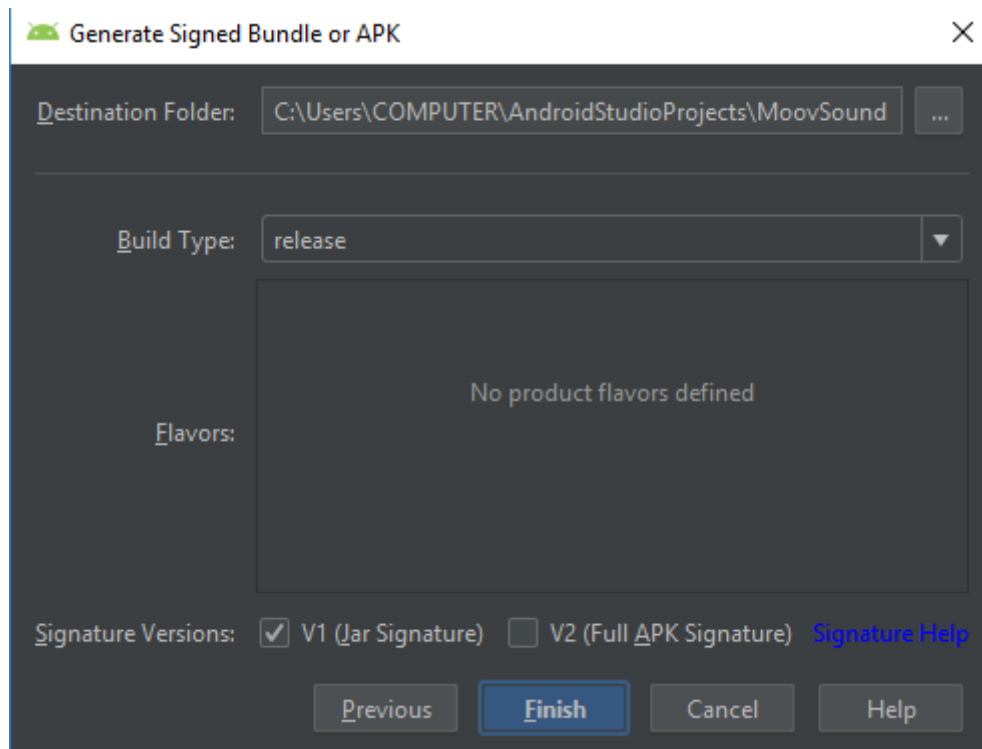 Generate Signed Bundle or APK
Destination Folder: C:\Users\COMPUTER\AndroidStudioProjects\MoovSound ...
Build Type: release
No product flavors defined
Flavors:
Signature Versions: V1 (Jar Signature) V2 (Full APK Signature) Signature Help
Previous Finish Cancel Help